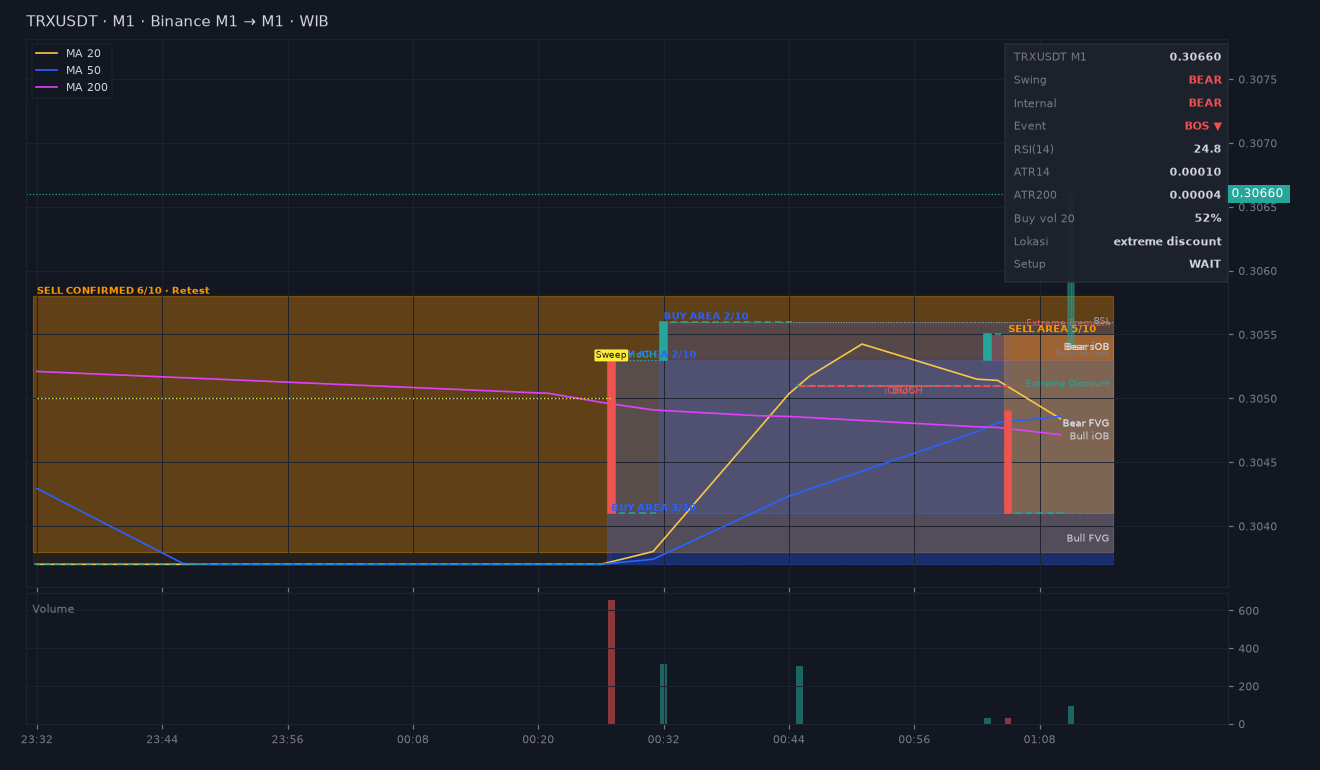 TRXUSDT · M1 · Binance M1 → M1 · WIB
MA 20
MA 50
MA 200
TRXUSDT M1 0.30660
Swing BEAR
Internal BEAR
Event BOS ▼
RSI(14) 24.8
ATR14 0.00010
ATR200 0.00004
Buy vol 20 52%
Lokasi extreme discount
Setup WAIT
0.3075
0.3070
0.30660
0.3065
0.3060
0.3055
0.3050
0.3045
0.3040
SELL CONFIRMED 6/10 · Retest
BUY AREA 2/10
BSL
SELL AREA 5/10
Sweep
2/10
Extreme Discount
Bear FVG
Bull iOB
BUY AREA 3/10
Bull FVG
Volume
600
400
200
0
23:32 23:44 23:56 00:08 00:20 00:32 00:44 00:56 01:08